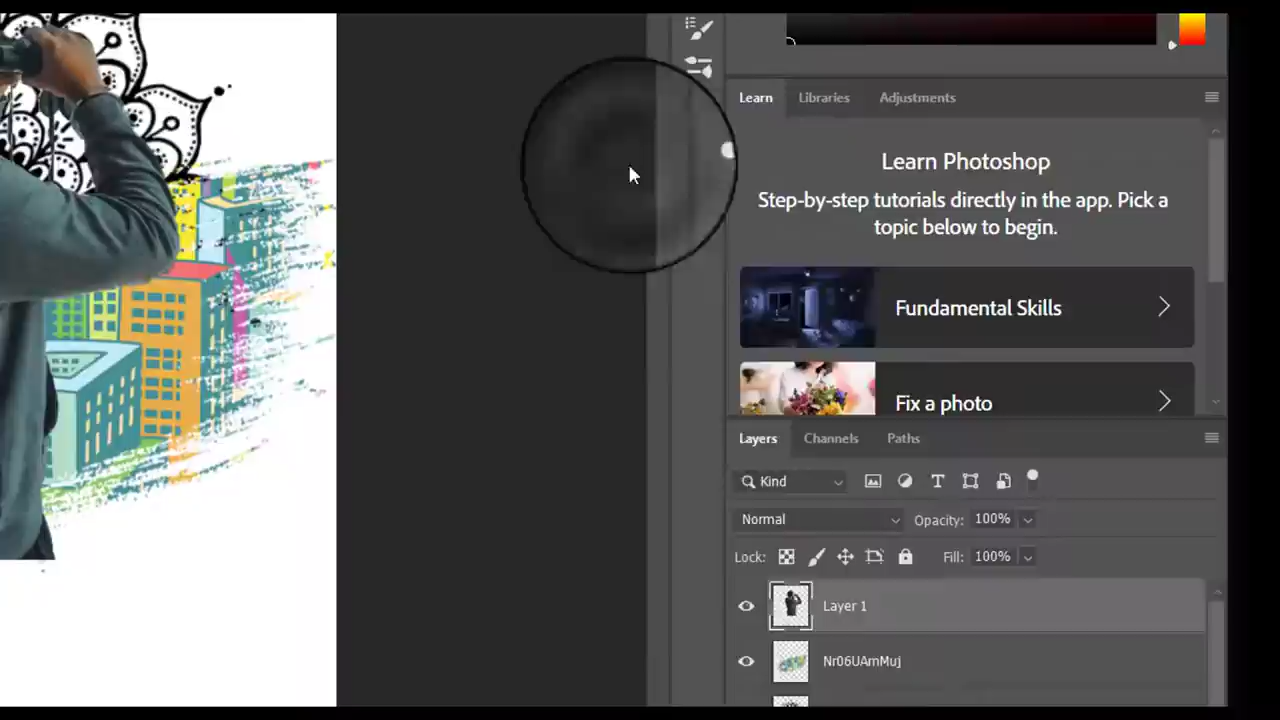 Learn Libraries Adjustments
Learn Photoshop
Step-by-step tutorials directly in the app. Pick a
topic below to begin.
Fundamental Skills
Fix a photo
Layers Channels Paths
Kind
Normal Opacity: 100%
Lock: Fill: 100%
Layer 1
Nr06UAmMuj